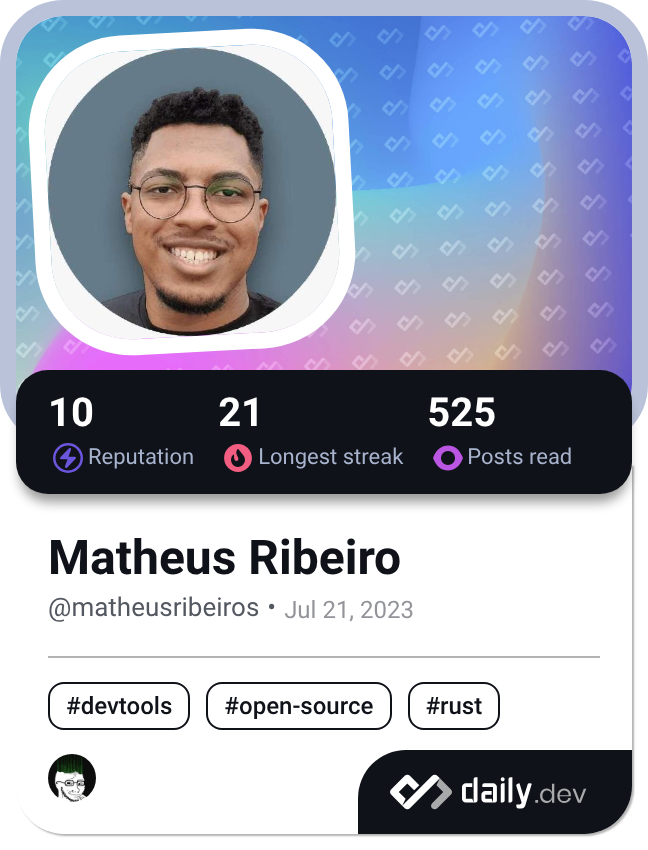 10 21 525
Reputation Longest streak Posts read
Matheus Ribeiro
@matheusribeiros • Jul 21, 2023
#devtools #open-source #rust
daily.dev